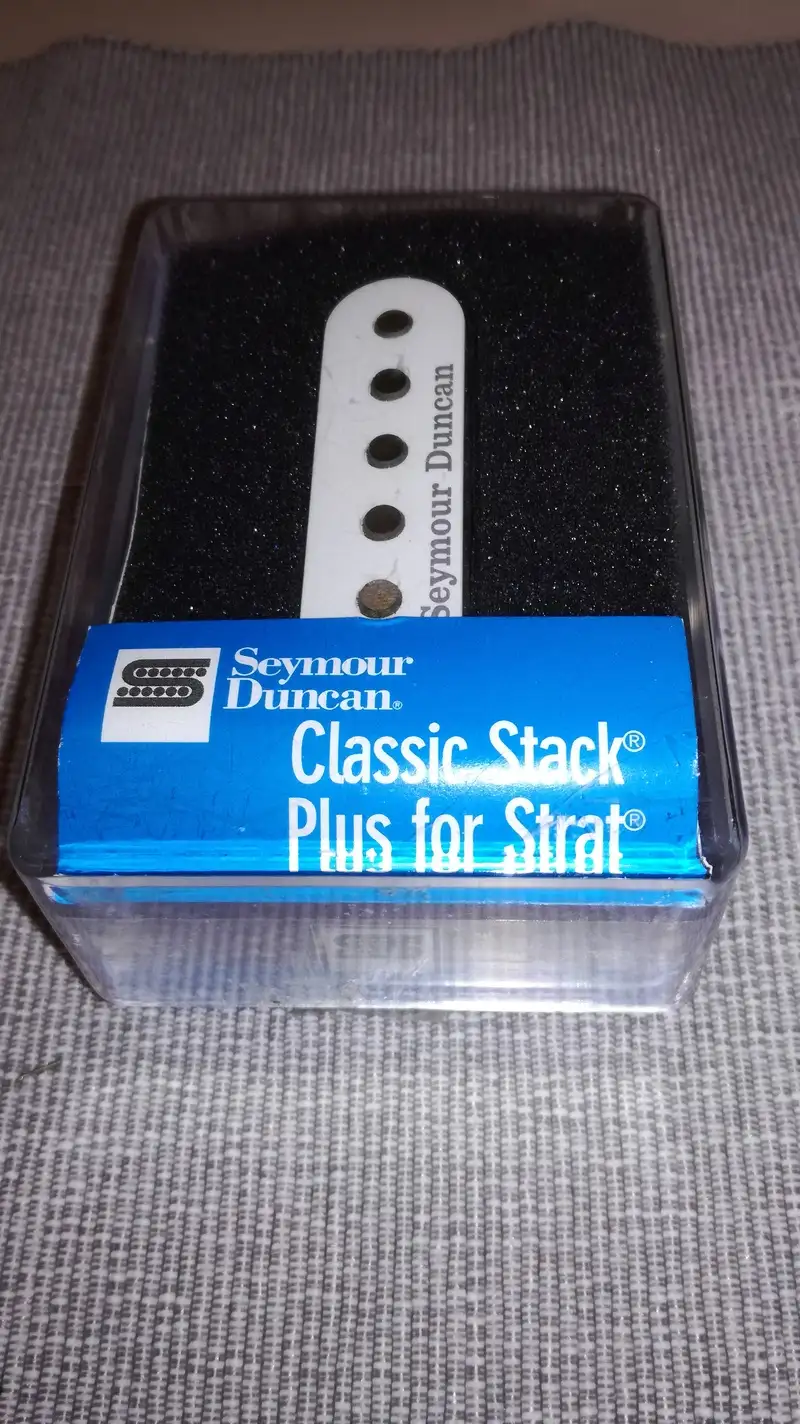 Seymour Duncan
Seymour
Duncan®
Classic Stack®
Plus for Strat®